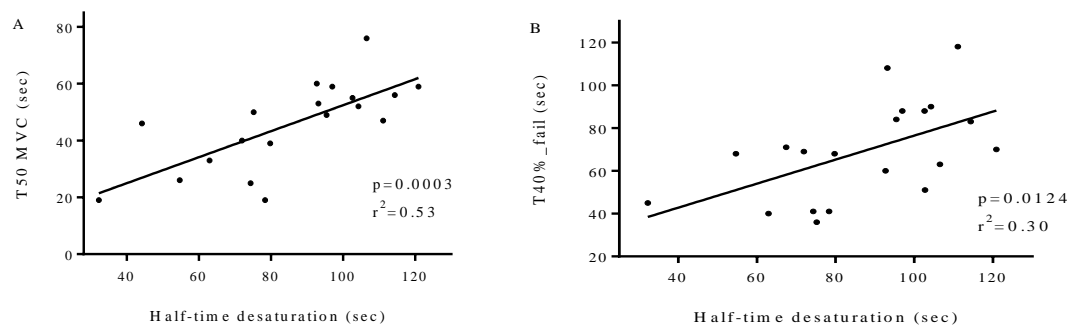 A
T50 MVC (sec)
80
60
40
20
0
40
60
80
100
120
Half-time desaturation (sec)
p=0.0003
r²=0.53
B
T40%_fail (sec)
120
100
80
60
40
20
40
60
80
100
120
Half-time desaturation (sec)
p=0.0124
r²=0.30